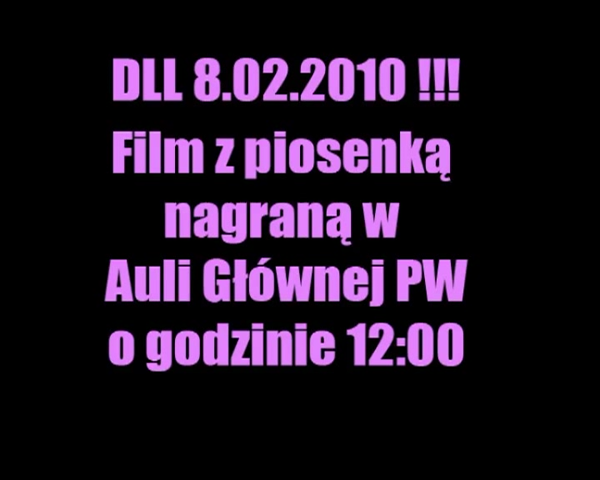 DLL 8.02.2010 !!!
Film z piosenką
nagraną w
Auli Głównej PW
o godzinie 12:00